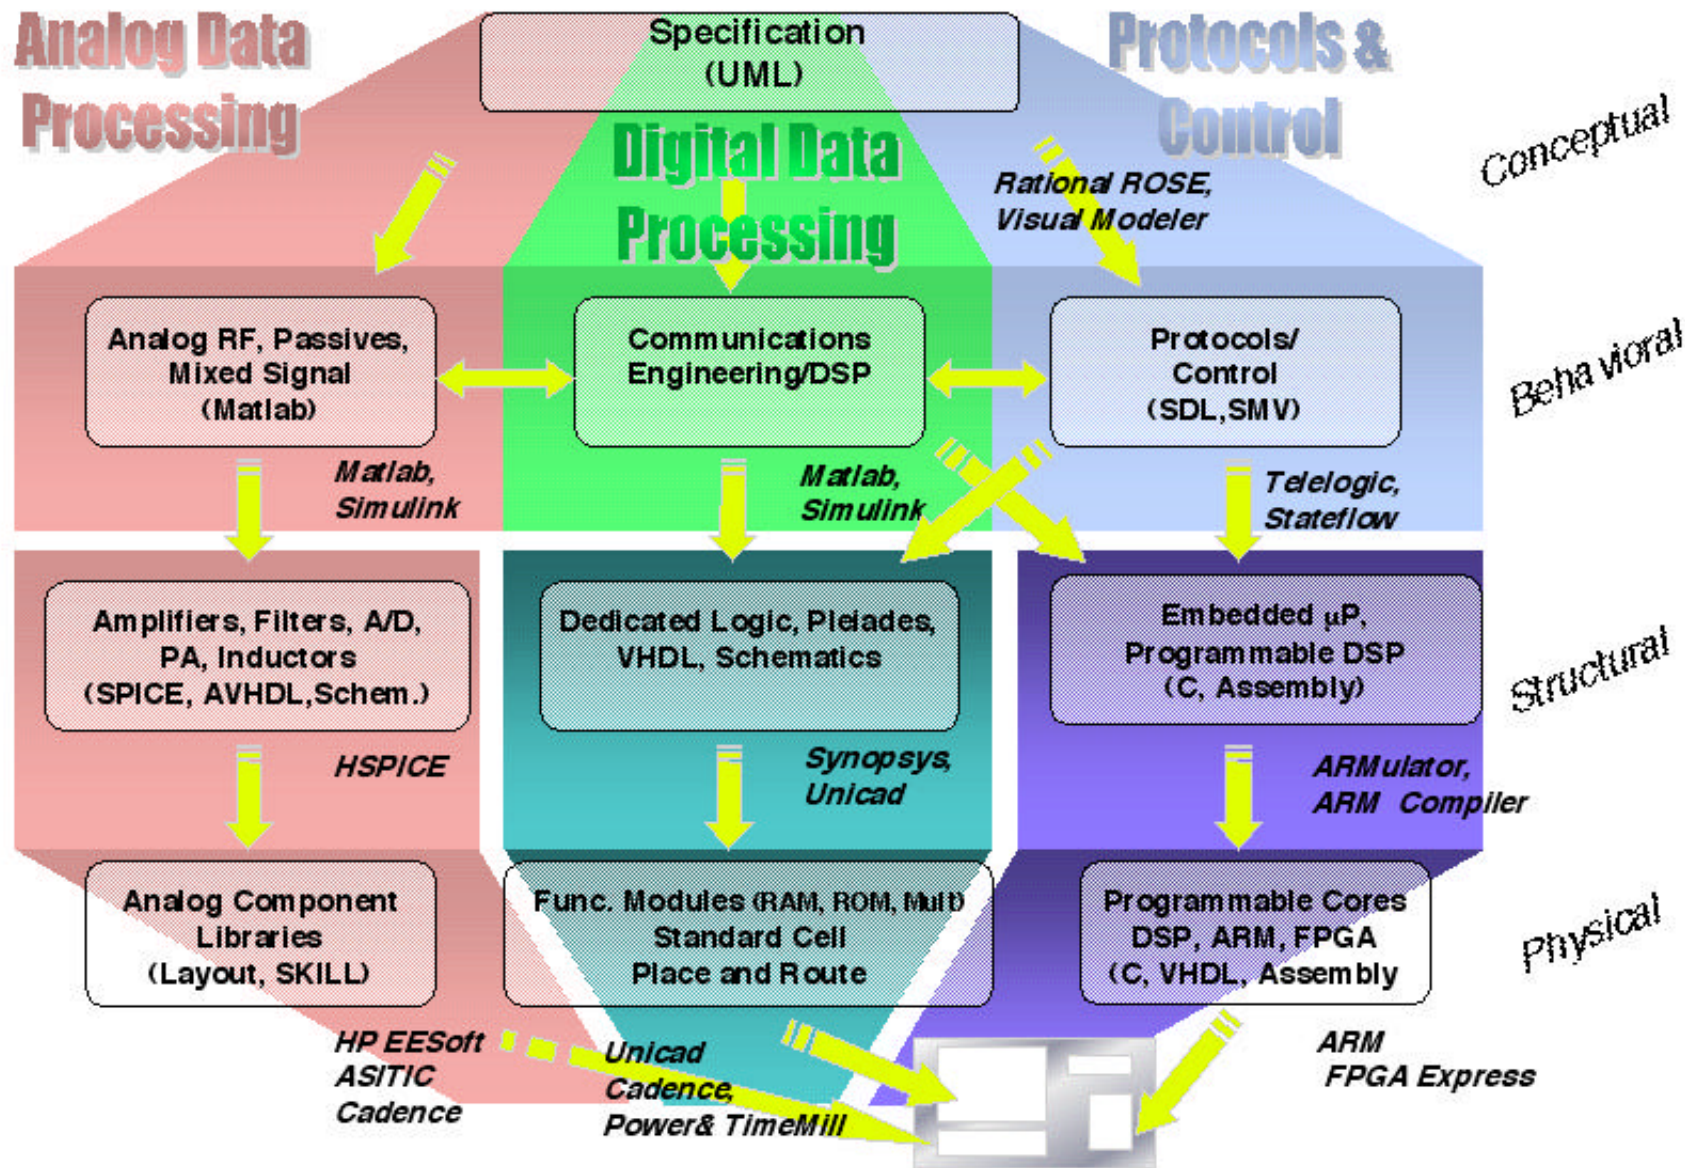 Analog Data
Processing
Specification
(UML)
Protocols &
Control
Digital Data
Processing
Rational ROSE,
Visual Modeler
Conceptual
Analog RF, Passives,
Mixed Signal
(Matlab)
Communications
Engineering/DSP
Protocols/
Control
(SDL,SMV)
Behavioral
Matlab,
Simulink
Matlab,
Simulink
Telelogic,
Stateflow
Amplifiers, Filters, A/D,
PA, Inductors
(SPICE, AVHDL,Schem.)
Dedicated Logic, Pleiades,
VHDL, Schematics
Embedded µP,
Programmable DSP
(C, Assembly)
Structural
HSPICE
Synopsys,
Unicad
ARMulator,
ARM Compiler
Analog Component
Libraries
(Layout, SKILL)
Func. Modules (RAM, ROM, Mult)
Standard Cell
Place and Route
Programmable Cores
DSP, ARM, FPGA
(C, VHDL, Assembly
Physical
HP EESoft
ASITIC
Cadence
Unicad
Cadence,
Power& TimeMill
ARM
FPGA Express